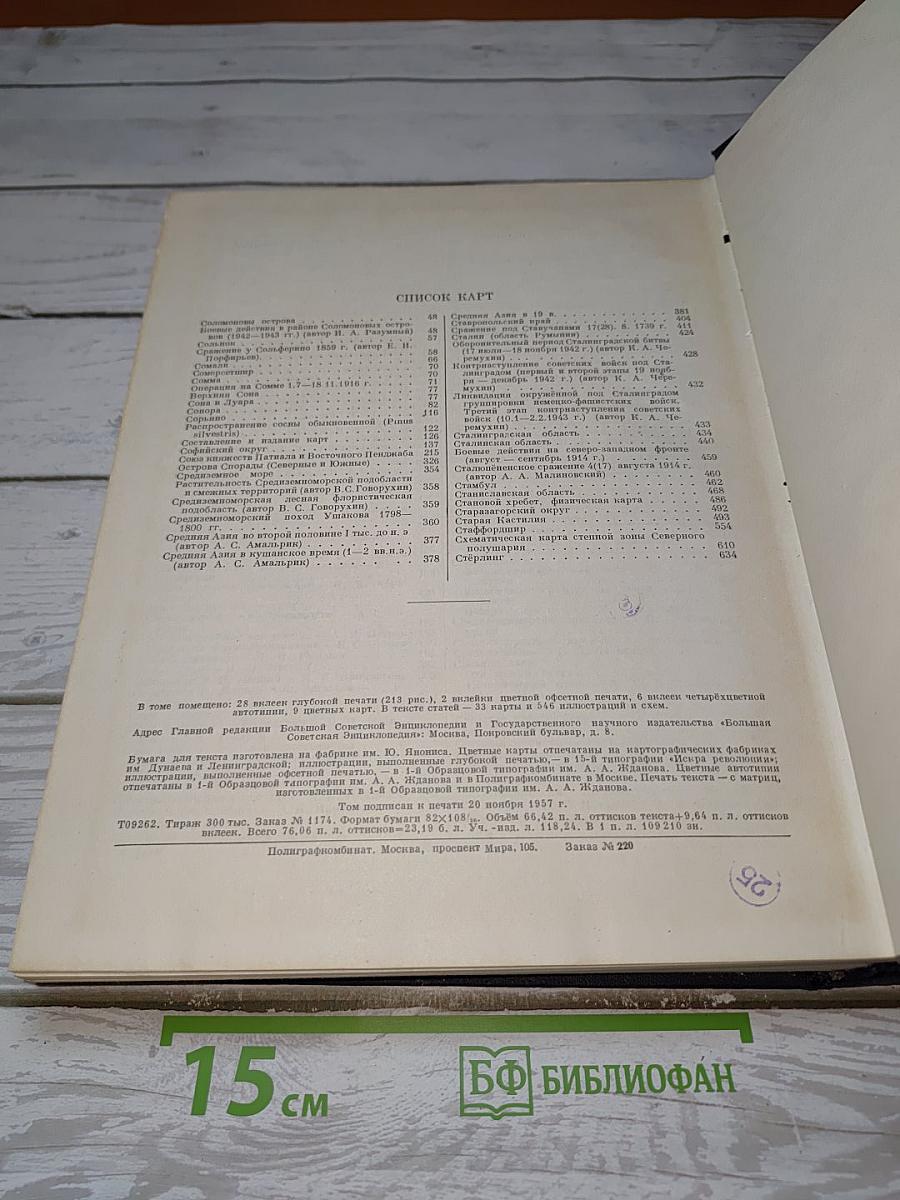 СПИСОК КАРТ
Соломоновы острова . . . . . . . . . . . . . . . 48
Боевые действия в районе Соломоновых остро-
вов (1942—1943 гг.) (автор И. А. Разумный) 48
Сольнок . . . . . . . . . . . . . . . . 57
Сражение у Сольферино 1859 г. (автор Е. И.
Порфирьев) . . . . . . . . . . . . . . 58
Сомали . . . . . . . . . . . . . . . . 66
Сомерсетшир . . . . . . . . . . . . . . 70
Сомма . . . . . . . . . . . . . . . . 70
Операция на Сомме 1.7—18 11.1916 г. . . . . . 71
Верхняя Сона . . . . . . . . . . . . . . 77
Сона и Луара . . . . . . . . . . . . . . 77
Сонора . . . . . . . . . . . . . . . . 82
Сорьино . . . . . . . . . . . . . . . . 116
Распространение сосны обыкновенной (Pinus
silvestris) . . . . . . . . . . . . . . . 122
Составление и издание карт . . . . . . . . . 126
Софийский округ . . . . . . . . . . . . . 137
Союз княжеств Патиала и Восточного Пенджаба 215
Острова Спорады (Северные и Южные) . . . . 326
Средиземное море . . . . . . . . . . . . . 354
Растительность Средиземноморской подобласти
и смежных территорий (автор В. С. Говорухин) 358
Средиземноморская лесная флористическая
подобласть (автор В. С. Говорухин) . . . . 359
Средиземноморский поход Ушакова 1798—
1800 гг. . . . . . . . . . . . . . . . . 360
Средняя Азия во второй половине I тыс. до н. э
(автор А. С. Амальрик) . . . . . . . . . . 377
Средняя Азия в кушанское время (1—2 вв.н.э.)
(автор А. С. Амальрик) . . . . . . . . . . 378
Средняя Азия в 19 в. . . . . . . . . . . . . 381
Ставропольский край . . . . . . . . . . . . 404
Сражение под Ставучанами 17(28). 8. 1739 г. 411
Сталин (область Румынии) . . . . . . . . . . 424
Оборонительный период Сталинградской битвы
(17 июля—18 ноября 1942 г.) (автор К. А. Че-
ремухин) . . . . . . . . . . . . . . . 428
Контрнаступление советских войск под Ста-
линградом (первый и второй этапы 19 нояб-
ря — декабрь 1942 г.) (автор К. А. Чере-
мухин) . . . . . . . . . . . . . . . . 432
Ликвидация окружённой под Сталинградом
группировки немецко-фашистских войск.
Третий этап контрнаступления советских
войск (10.1—2.2.1943 г.) (автор К. А. Че-
ремухин) . . . . . . . . . . . . . . . 433
Сталинградская область . . . . . . . . . . . 434
Сталинская область . . . . . . . . . . . . . 440
Боевые действия на северо-западном фронте
(август — сентябрь 1914 г.) . . . . . . . . 459
Сталюпёненское сражение 4(17) августа 1914 г.
(автор А. А. Малиновский) . . . . . . . . . 460
Стамбул . . . . . . . . . . . . . . . . 462
Станиславская область . . . . . . . . . . . 468
Становой хребет, физическая карта . . . . . . 486
Старазагорский округ . . . . . . . . . . . . 492
Старая Кастилия . . . . . . . . . . . . . . 493
Стаффордшир . . . . . . . . . . . . . . . 554
Схематическая карта степной зоны Северного
полушария . . . . . . . . . . . . . . . 610
Стёрлинг . . . . . . . . . . . . . . . . 634
В томе помещено: 28 вклеек глубокой печати (213 рис.), 2 вклейки цветной офсетной печати, 6 вклеек четырёхцветной
автотипии, 9 цветных карт. В тексте статей — 33 карты и 546 иллюстраций и схем.
Адрес Главной редакции Большой Советской Энциклопедии и Государственного научного издательства «Большая
Советская Энциклопедия»: Москва, Покровский бульвар, д. 8.
Бумага для текста изготовлена на фабрике им. Ю. Янониса. Цветные карты отпечатаны на картографических фабриках
им Дунаева и Ленинградской; иллюстрации, выполненные глубокой печатью,— в 15-й типографии «Искра революции»;
иллюстрации, выполненные офсетной печатью, — в 1-й Образцовой типографии им. А. А. Жданова. Цветные автотипии
отпечатаны в 1-й Образцовой типографии им. А. А. Жданова и в Полиграфкомбинате в Москве. Печать текста — с матриц,
изготовленных в 1-й Образцовой типографии им. А. А. Жданова.
Том подписан к печати 20 ноября 1957 г.
Т09262. Тираж 300 тыс. Заказ № 1174. Формат бумаги 82×108/16. Объём 66,42 п. л. оттисков текста+9,64 п. л. оттисков
вклеек. Всего 76,06 п. л. оттисков=23,19 б. л. Уч. -изд. л. 118,24. В 1 п. л. 109 210 зн.
Полиграфкомбинат. Москва, проспект Мира, 105. Заказ № 220
25
15 см
БФ БИБЛИОФАН